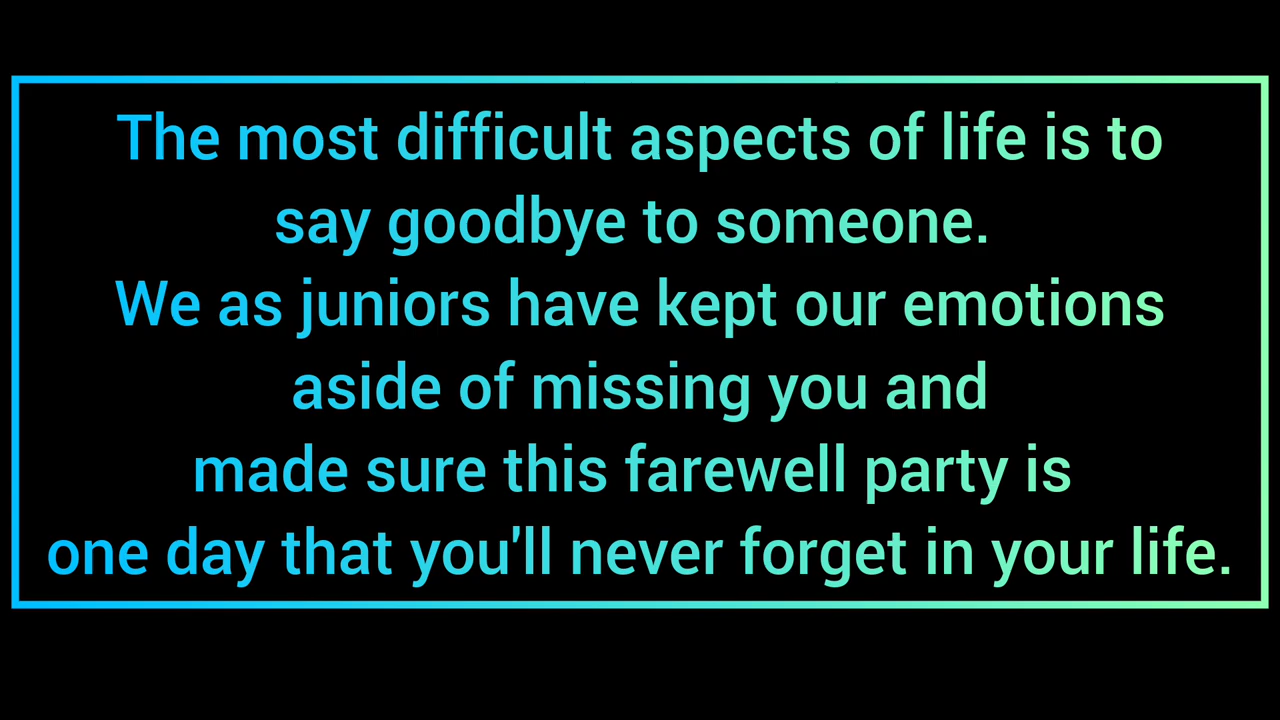 The most difficult aspects of life is to
say goodbye to someone.
We as juniors have kept our emotions
aside of missing you and
made sure this farewell party is
one day that you'll never forget in your life.